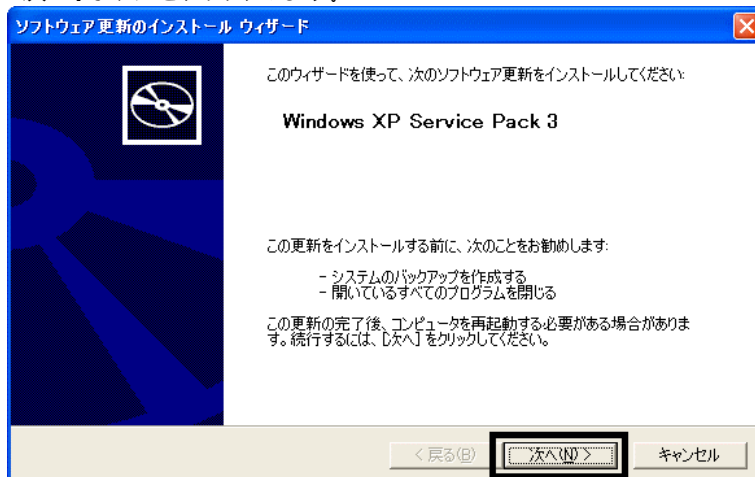 ソフトウェア更新のインストール ウィザード
このウィザードを使って、次のソフトウェア更新をインストールしてください:
Windows XP Service Pack 3
この更新をインストールする前に、次のことをお勧めします:
- システムのバックアップを作成する
- 開いているすべてのプログラムを閉じる
この更新の完了後、コンピュータを再起動する必要がある場合がありま
す。続行するには、[次へ] をクリックしてください。
< 戻る(B)
次へ(N) >
キャンセル